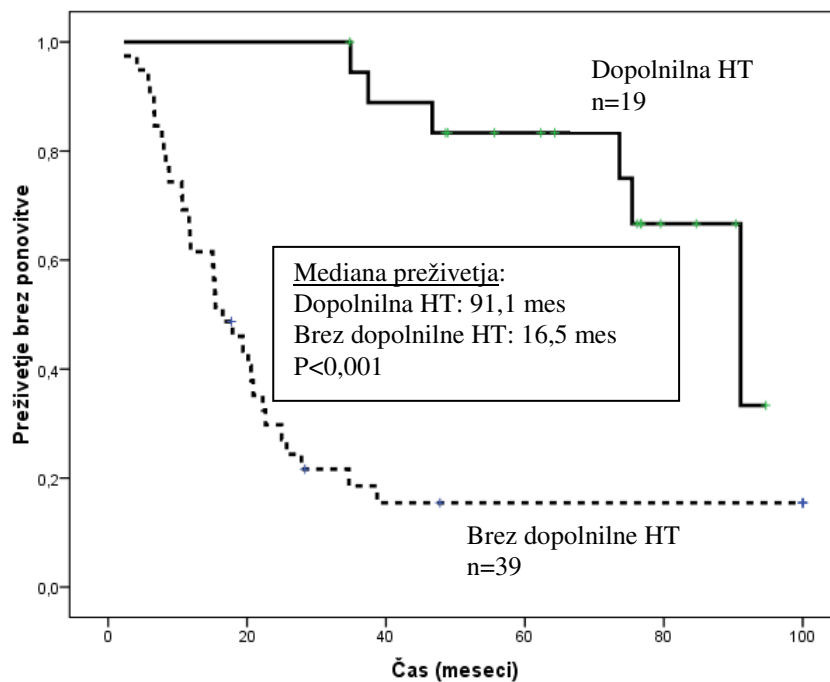 1,0
Dopolnilna HT
n=19
0,8
0,6
Mediana preživetja:
Dopolnilna HT: 91,1 mes
Brez dopolnilne HT: 16,5 mes
P<0,001
0,4
0,2
Brez dopolnilne HT
n=39
0,0
Preživetje brez ponovitve
0 20 40 60 80 100
Čas (meseci)